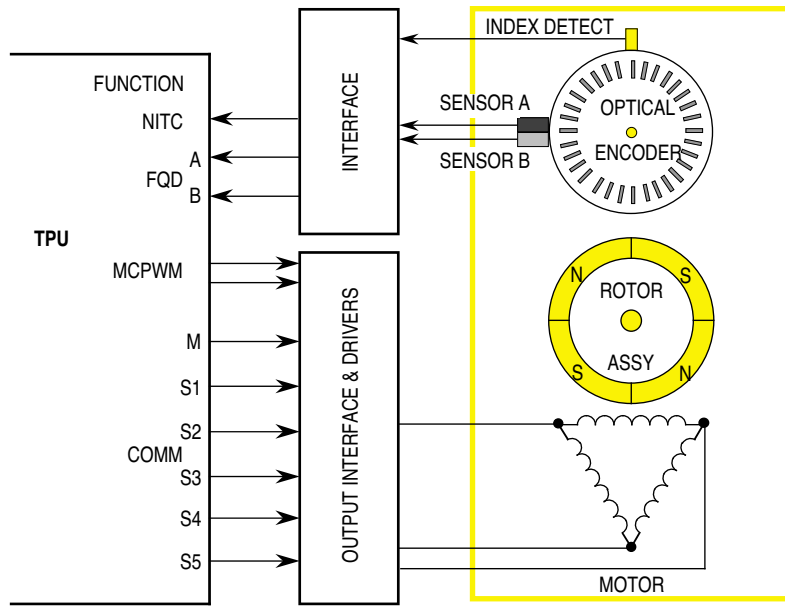 FUNCTION
NITC
A
FQD
B
TPU
MCPWM
M
S1
S2
COMM
S3
S4
S5
INTERFACE
OUTPUT INTERFACE & DRIVERS
INDEX DETECT
SENSOR A
SENSOR B
OPTICAL
ENCODER
N
S
ROTOR
ASSY
S
N
MOTOR